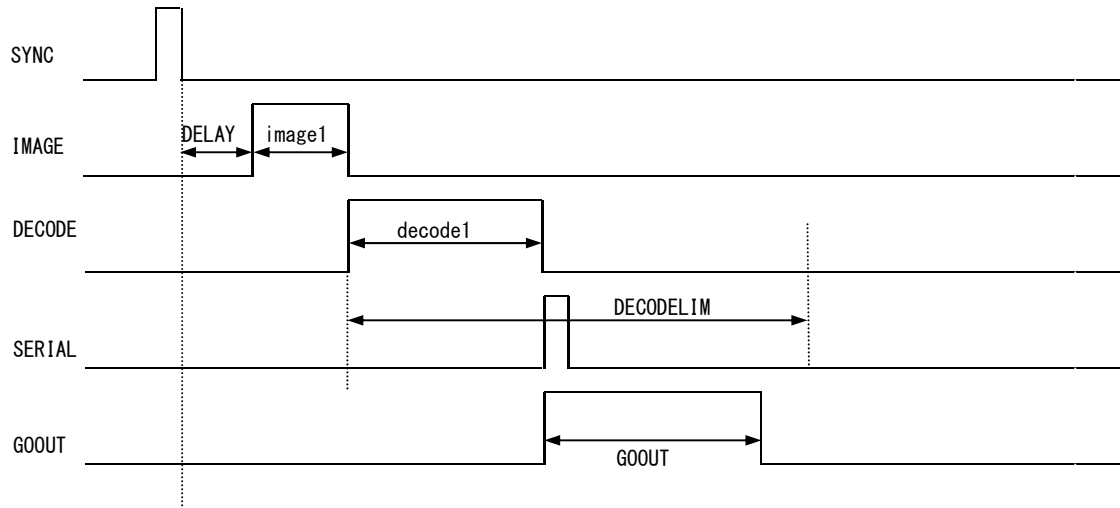 SYNC
IMAGE
DELAY
image1
DECODE
decode1
DECODELIM
SERIAL
GOOUT
GOOUT